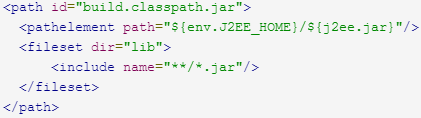 <path id="build.classpath.jar">
<pathelement path="${env.J2EE_HOME}/${j2ee.jar}"/>
<fileset dir="lib">
<include name="**/*.jar"/>
</fileset>
</path>